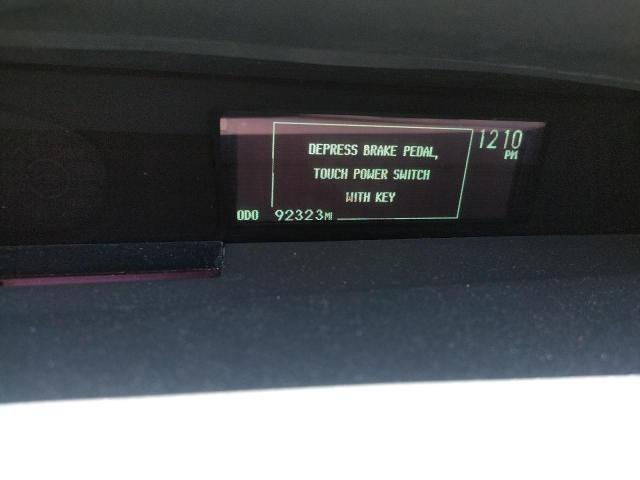 1210
PM
DEPRESS BRAKE PEDAL,
TOUCH POWER SWITCH
WITH KEY
ODO 92323MI